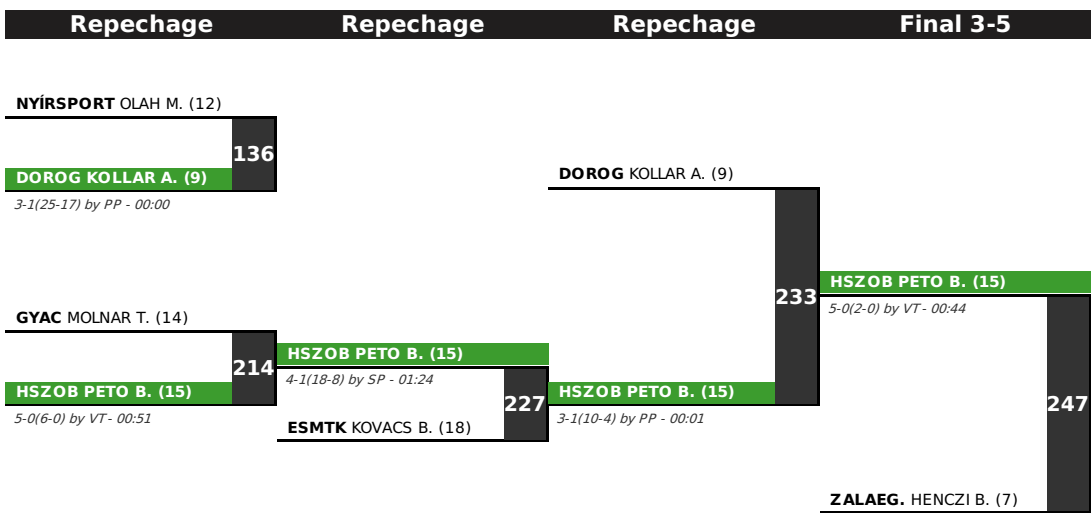 Repechage
Repechage
Repechage
Final 3-5
NYÍRSPORT OLAH M. (12)
136
DOROG KOLLAR A. (9)
3-1(25-17) by PP - 00:00
DOROG KOLLAR A. (9)
233
HSZOB PETO B. (15)
5-0(2-0) by VT - 00:44
GYAC MOLNAR T. (14)
214
HSZOB PETO B. (15)
5-0(6-0) by VT - 00:51
HSZOB PETO B. (15)
4-1(18-8) by SP - 01:24
227
ESMTK KOVACS B. (18)
HSZOB PETO B. (15)
3-1(10-4) by PP - 00:01
247
ZALAEG. HENCZI B. (7)